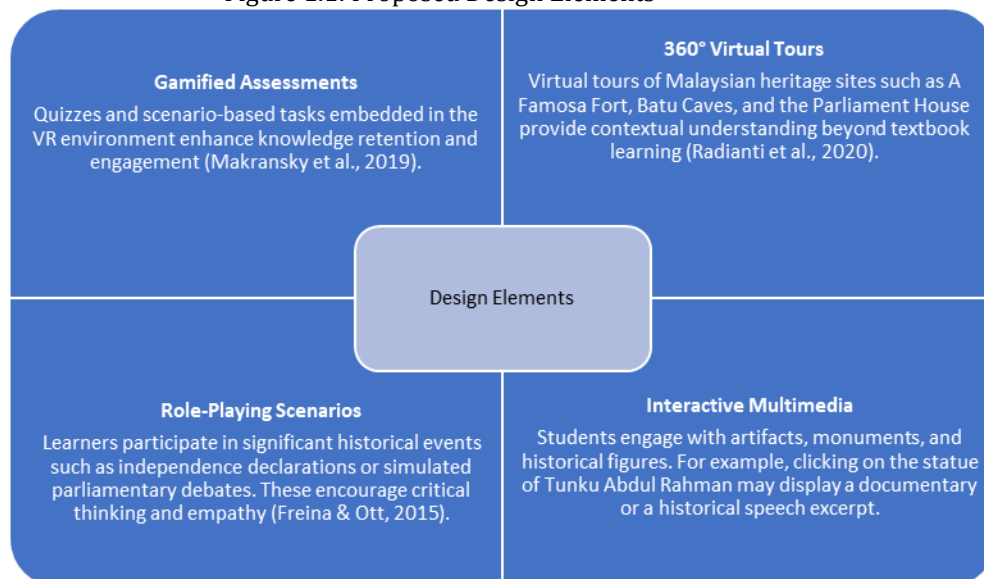 Gamified Assessments
Quizzes and scenario-based tasks embedded in the
VR environment enhance knowledge retention and
engagement (Makransky et al., 2019).
360° Virtual Tours
Virtual tours of Malaysian heritage sites such as A
Famosa Fort, Batu Caves, and the Parliament House
provide contextual understanding beyond textbook
learning (Radianti et al., 2020).
Design Elements
Role-Playing Scenarios
Learners participate in significant historical events
such as independence declarations or simulated
parliamentary debates. These encourage critical
thinking and empathy (Freina & Ott, 2015).
Interactive Multimedia
Students engage with artifacts, monuments, and
historical figures. For example, clicking on the statue
of Tunku Abdul Rahman may display a documentary
or a historical speech excerpt.